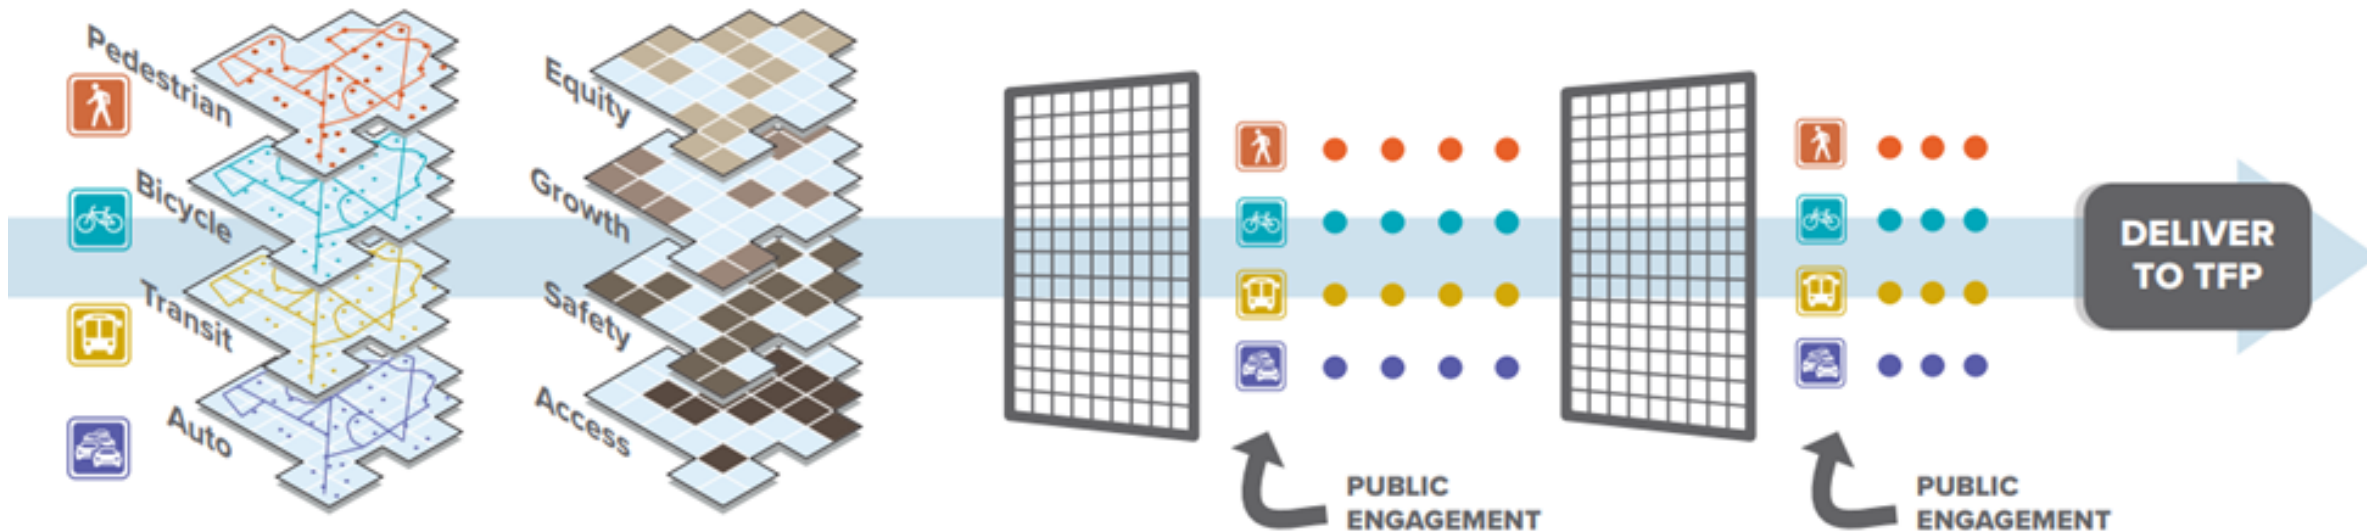 Pedestrian
Bicycle
Transit
Auto
Equity
Growth
Safety
Access
PUBLIC
ENGAGEMENT
PUBLIC
ENGAGEMENT
DELIVER
TO TFP